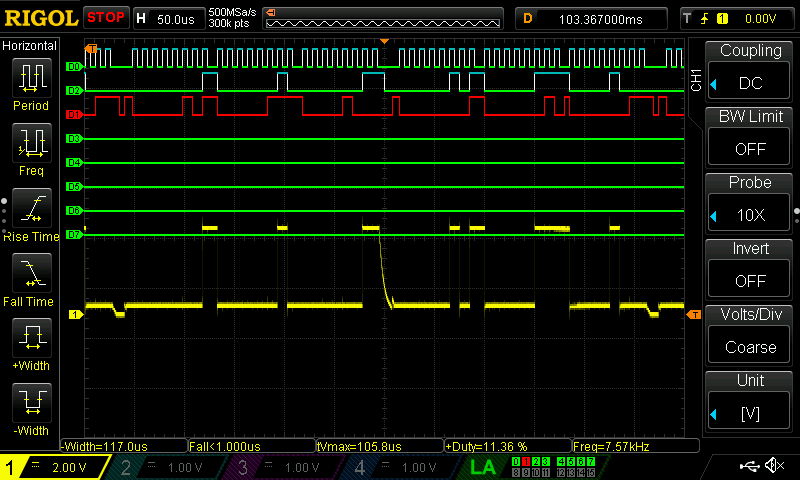 RIGOL STOP H 50.0us 500MSa/s 300k pts D 103.367000ms T 1 0.00V
Horizontal
Period
Freq
Rise Time
Fall Time
+Width
-Width
T
D0
D2
D1
D3
D4
D5
D6
D7
1
T
CH1
Coupling
DC
BW Limit
OFF
Probe
10X
Invert
OFF
Volts/Div
Coarse
Unit
[V]
-Width=117.0us Fall<1.000us tVmax=105.8us +Duty=11.36 % Freq=7.57kHz
1 2.00 V 2 1.00 V 3 1.00 V 4 1.00 V LA 0 1 2 3 4 5 6 7
8 9 10 11 12 13 14 15